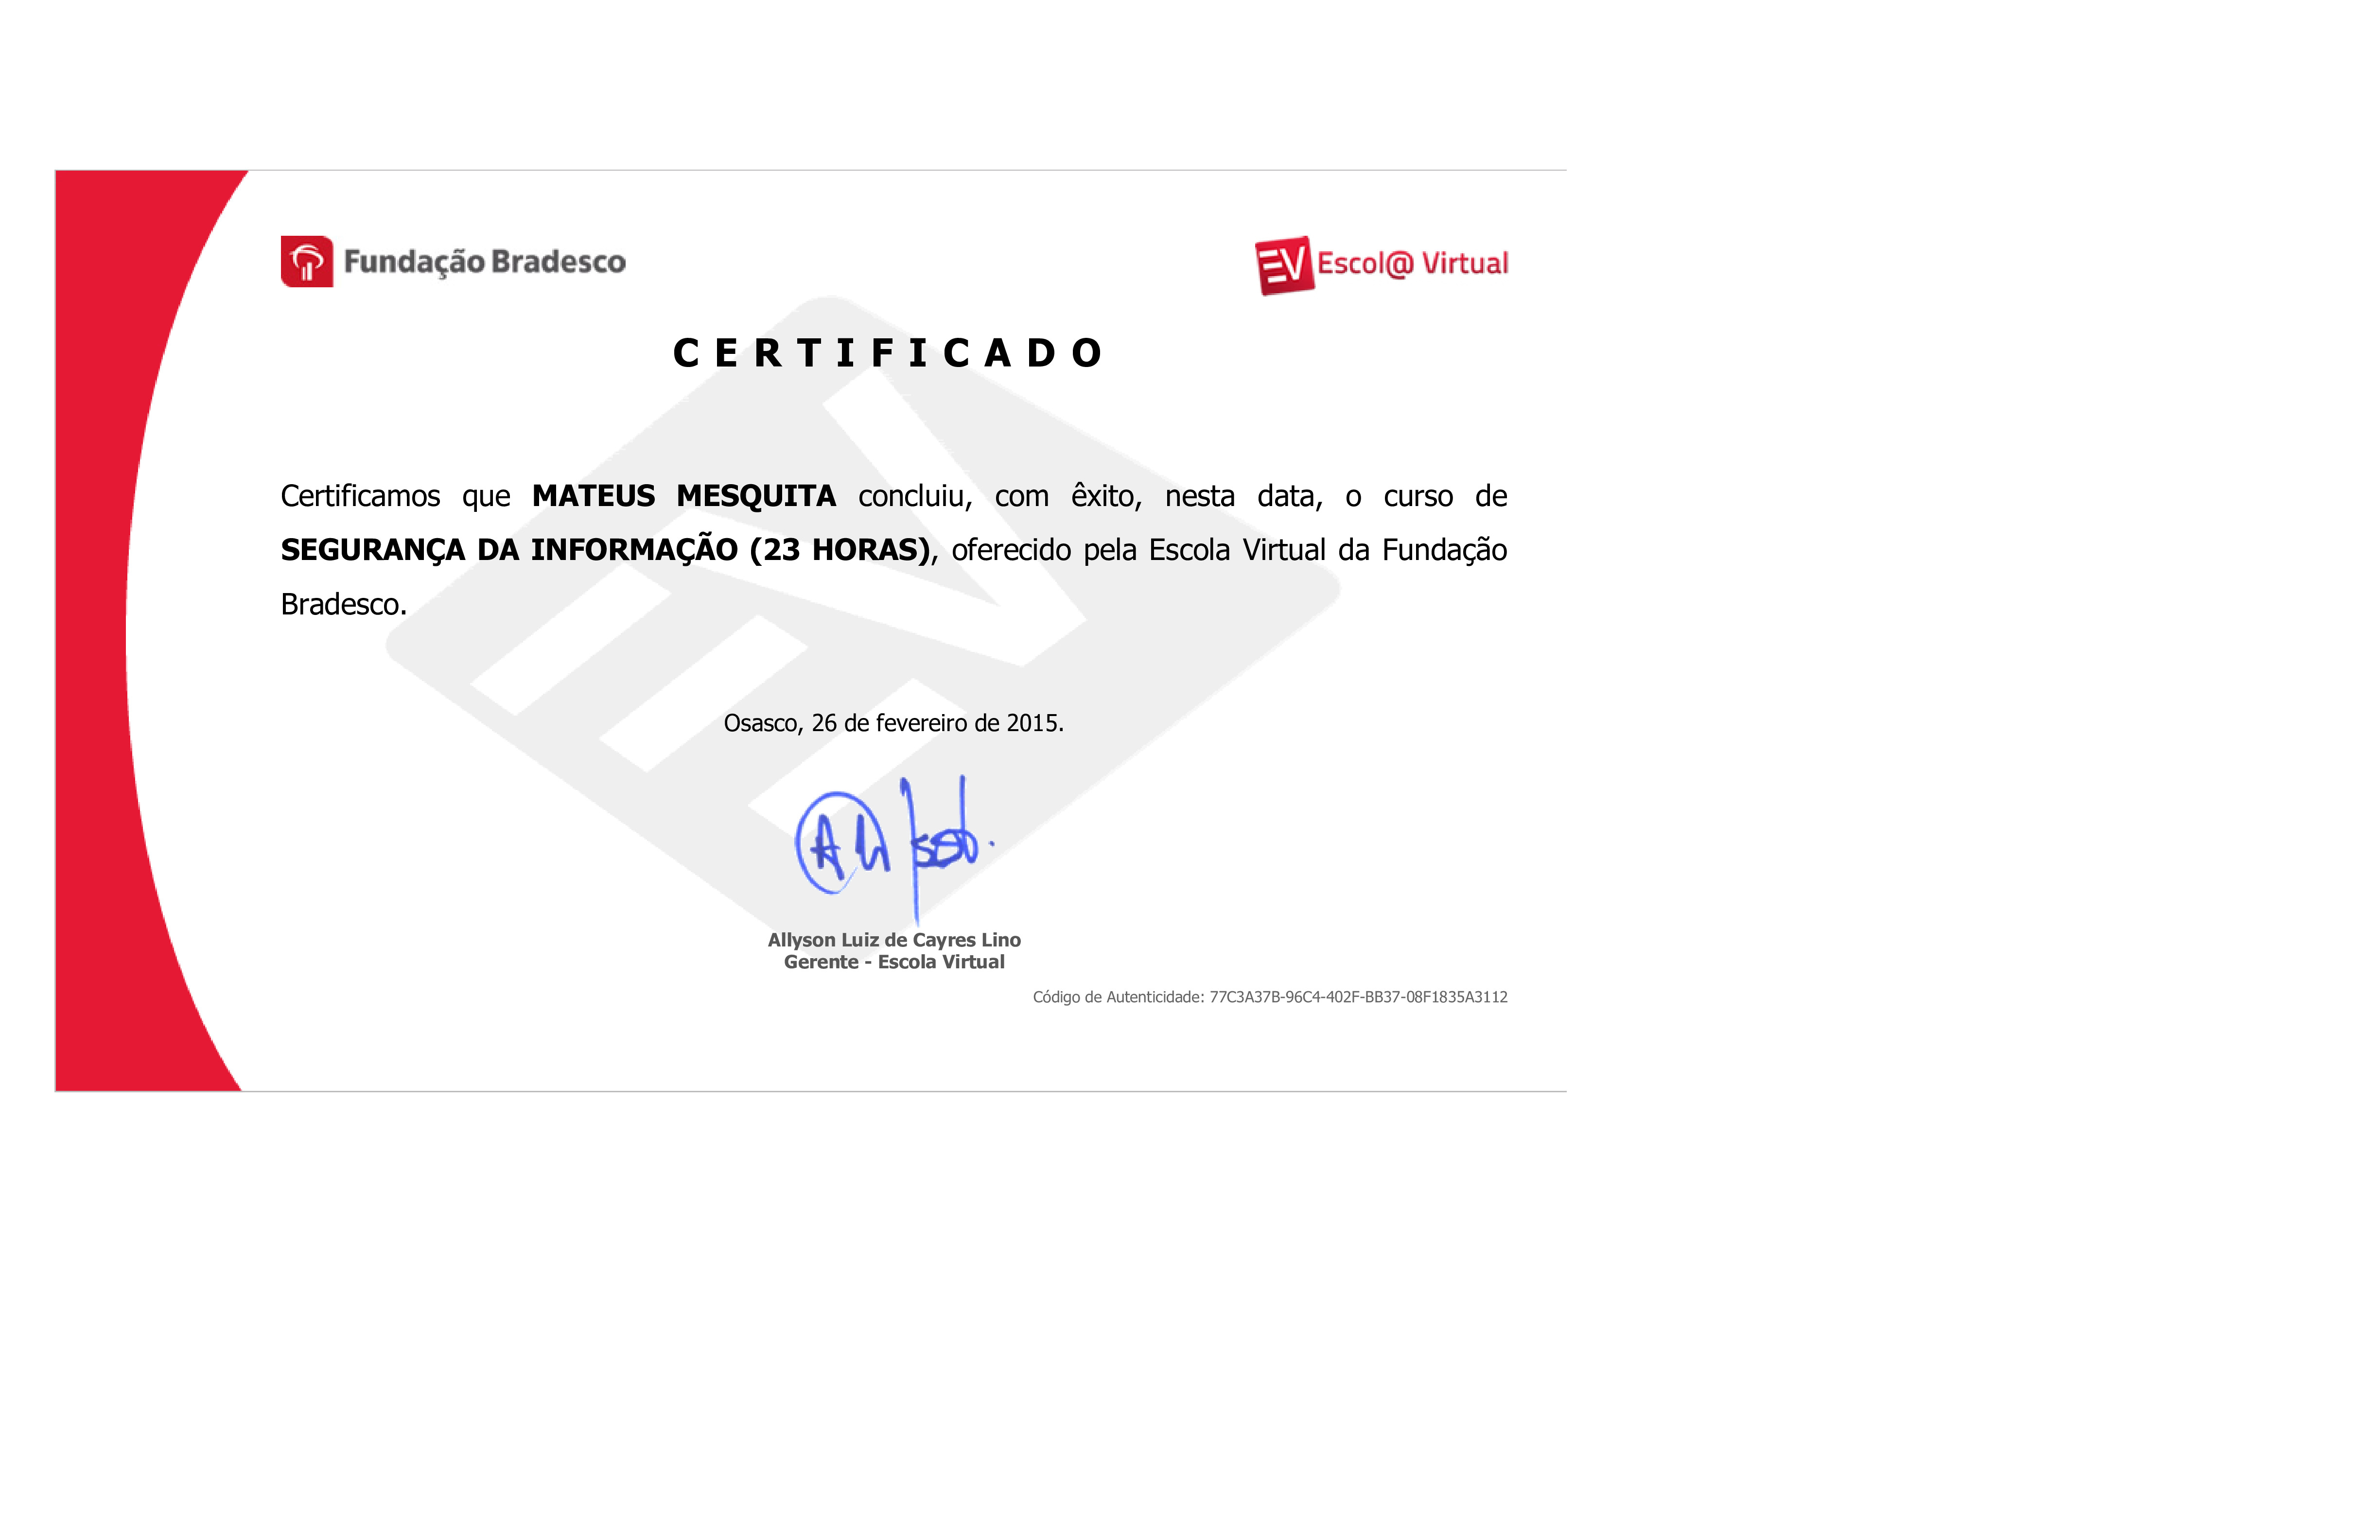 Fundação Bradesco
EV Escol@ Virtual
CERTIFICADO
Certificamos que MATEUS MESQUITA concluiu, com êxito, nesta data, o curso de
SEGURANÇA DA INFORMAÇÃO (23 HORAS), oferecido pela Escola Virtual da Fundação
Bradesco.
Osasco, 26 de fevereiro de 2015.
Allyson Luiz de Cayres Lino
Gerente - Escola Virtual
Código de Autenticidade: 77C3A37B-96C4-402F-BB37-08F1835A3112